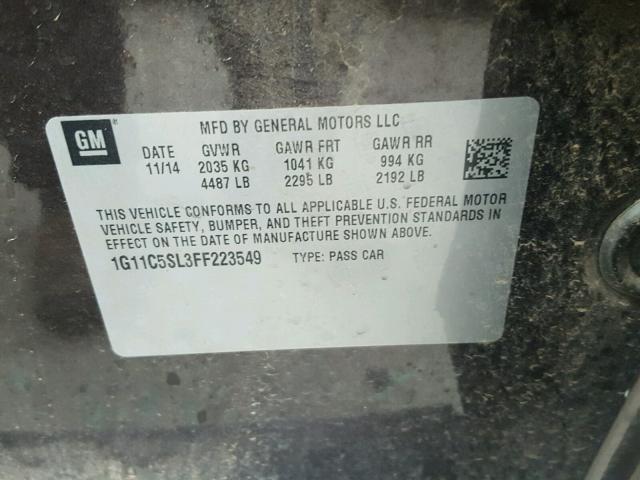 GM
MFD BY GENERAL MOTORS LLC
DATE GVWR GAWR FRT GAWR RR
11/14 2035 KG 1041 KG 994 KG
4487 LB 2295 LB 2192 LB
THIS VEHICLE CONFORMS TO ALL APPLICABLE U.S. FEDERAL MOTOR
VEHICLE SAFETY, BUMPER, AND THEFT PREVENTION STANDARDS IN
EFFECT ON THE DATE OF MANUFACTURE SHOWN ABOVE.
1G11C5SL3FF223549 TYPE: PASS CAR